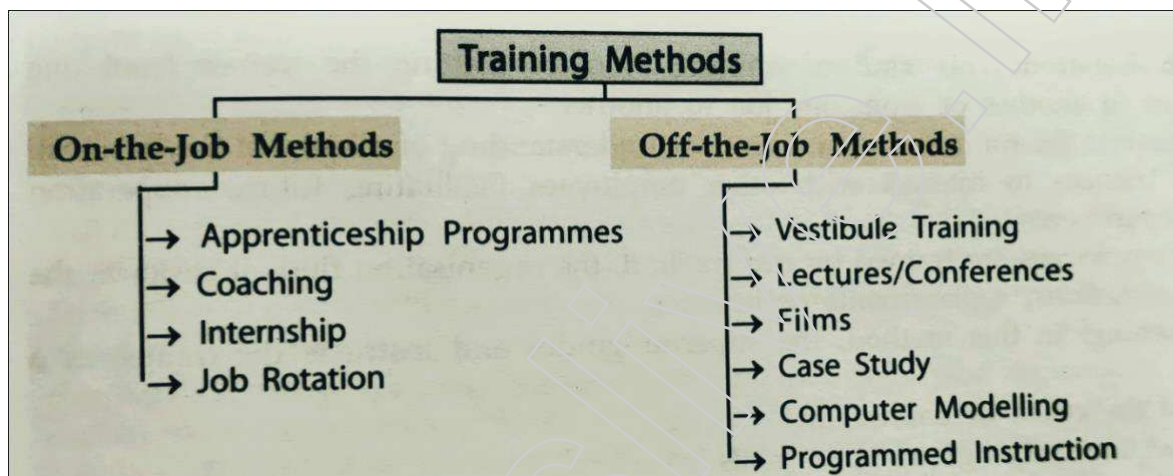 Training Methods
On-the-Job Methods
→ Apprenticeship Programmes
→ Coaching
→ Internship
→ Job Rotation
Off-the-Job Methods
→ Vestibule Training
→ Lectures/Conferences
→ Films
→ Case Study
→ Computer Modelling
→ Programmed Instruction